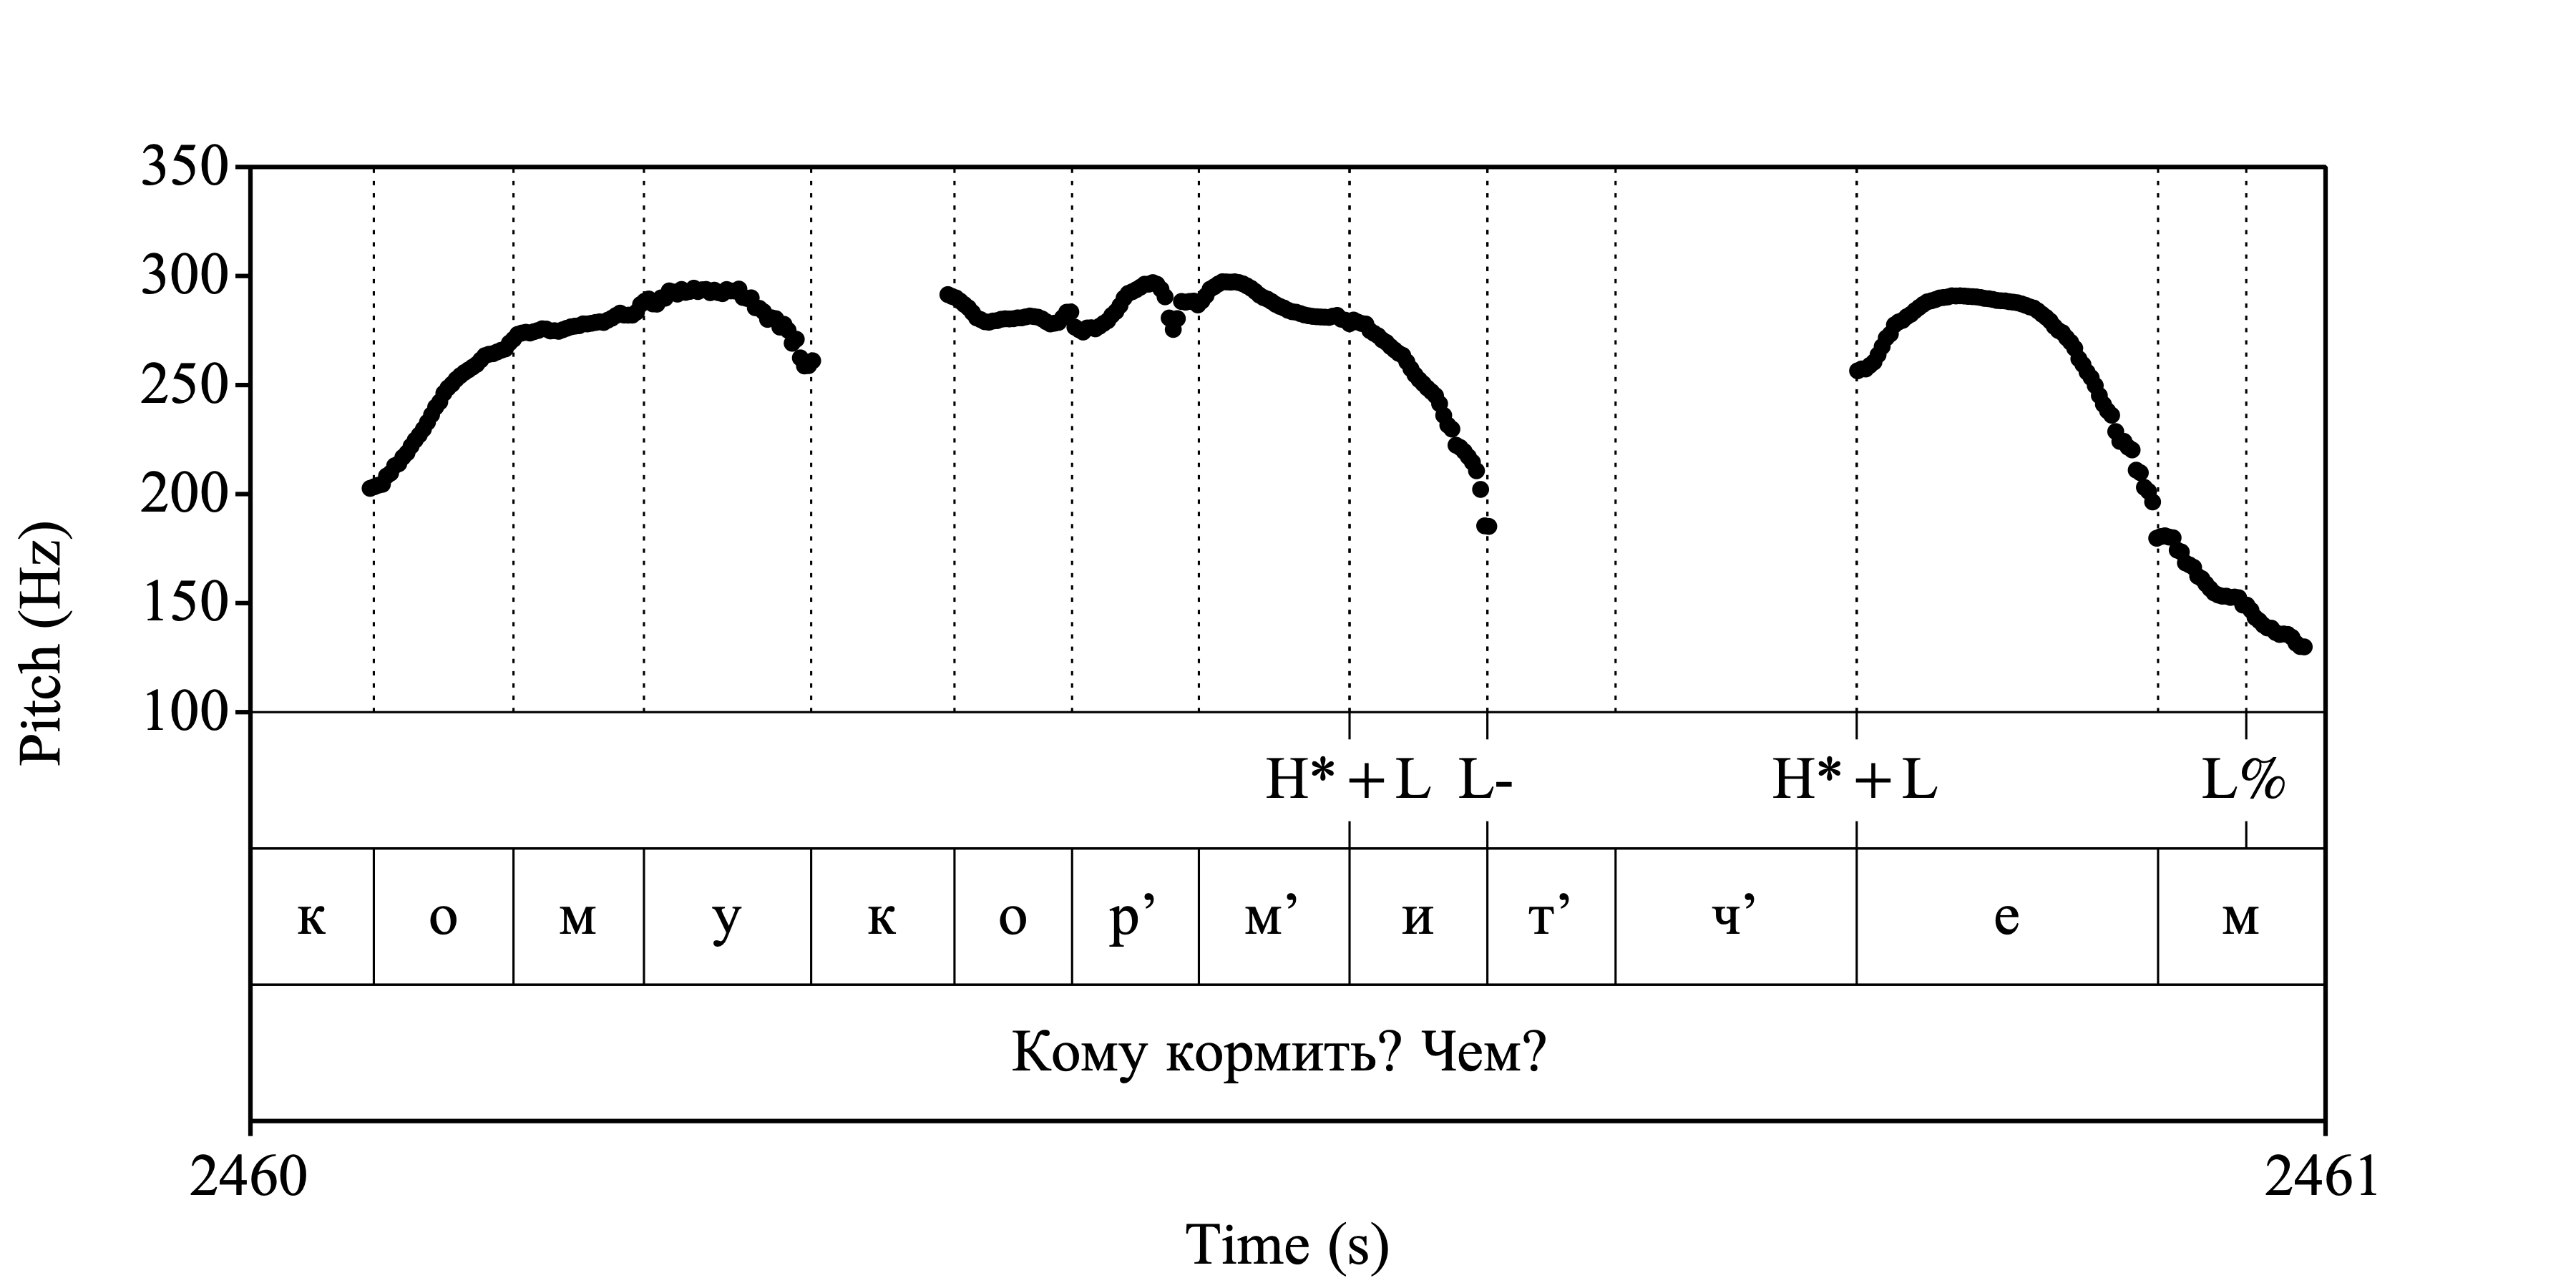 350
300
250
200
150
100
Pitch (Hz)
H* + L L- H* + L L%
к о м у к о р’ м’ и т’ ч’ е м
Кому кормить? Чем?
2460 2461
Time (s)